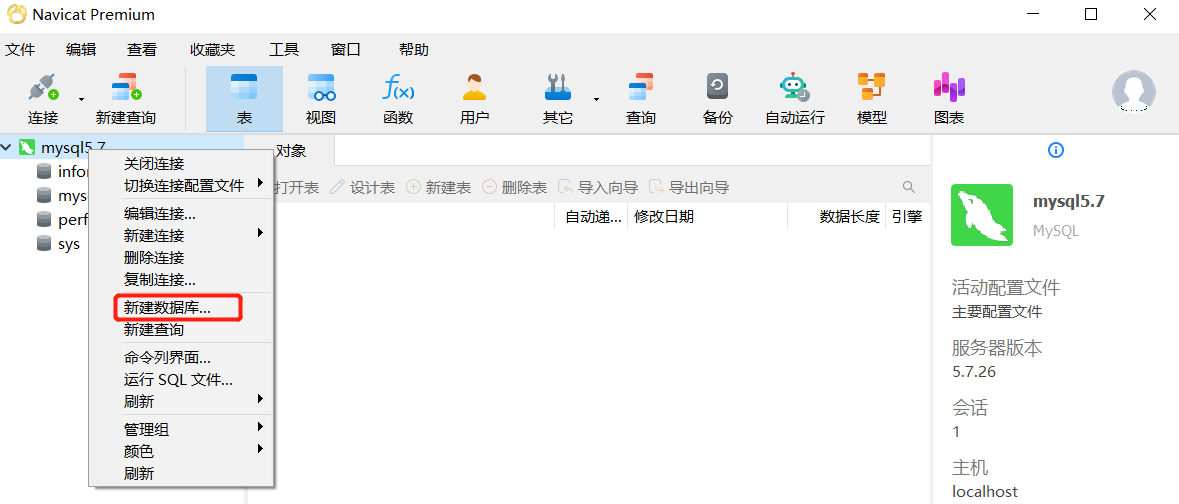 Navicat Premium
文件 编辑 查看 收藏夹 工具 窗口 帮助
连接 新建查询 表 视图 函数 用户 其它 查询 备份 自动运行 模型 图表
f(x)
mysql5.7
sys
关闭连接
切换连接配置文件
编辑连接...
新建连接
删除连接
复制连接...
新建数据库...
新建查询
命令列界面...
运行 SQL 文件...
刷新
管理组
颜色
刷新
对象
打开表 设计表 新建表 删除表 导入向导 导出向导
自动递... 修改日期 数据长度 引擎
mysql5.7
MySQL
活动配置文件
主要配置文件
服务器版本
5.7.26
会话
1
主机
localhost